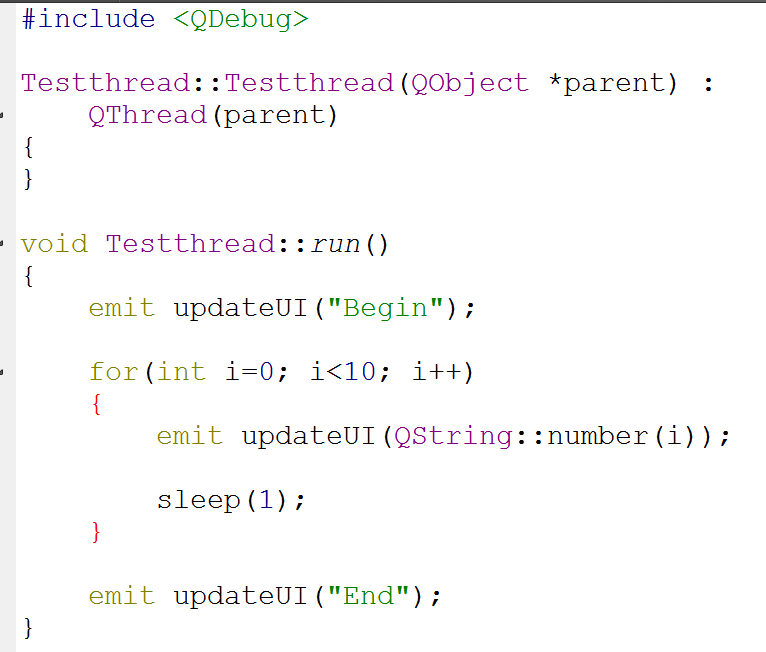 #include <QDebug>
Testthread::Testthread(QObject *parent) :
    QThread(parent)
{
}
void Testthread::run()
{
    emit updateUI("Begin");
    for(int i=0; i<10; i++)
    {
        emit updateUI(QString::number(i));
        sleep(1);
    }
    emit updateUI("End");
}